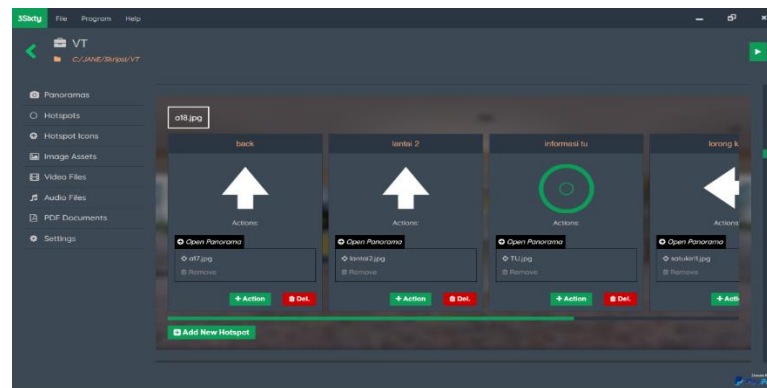 3Sixty File Program Help
VT
C:/JANE/Skripsi/VT
Panoramas
Hotspots
Hotspot Icons
Image Assets
Video Files
Audio Files
PDF Documents
Settings
a18.jpg
back
Actions:
Open Panorama
a17.jpg
Remove
+ Action Del.
lantai 2
Actions:
Open Panorama
lantai2.jpg
Remove
+ Action Del.
informasi tu
Actions:
Open Panorama
TU.jpg
Remove
+ Action Del.
lorong k
Actions
Open Panorama
Remove
+ Acti
Add New Hotspot